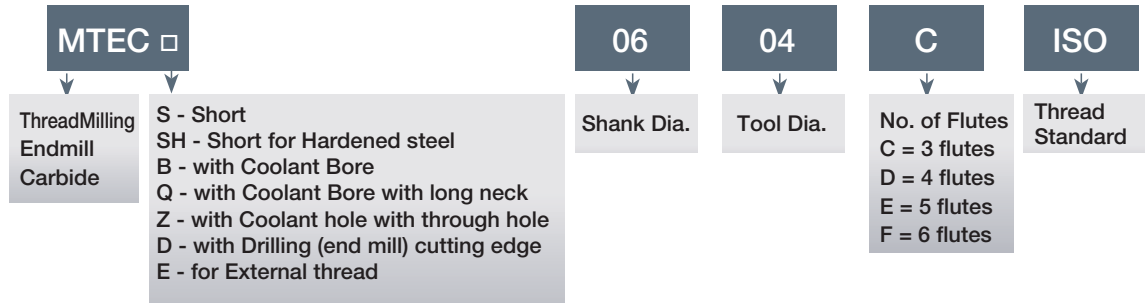 MTEC □ 06 04 C ISO
ThreadMilling
Endmill
Carbide
S - Short
SH - Short for Hardened steel
B - with Coolant Bore
Q - with Coolant Bore with long neck
Z - with Coolant hole with through hole
D - with Drilling (end mill) cutting edge
E - for External thread
Shank Dia.
Tool Dia.
No. of Flutes
C = 3 flutes
D = 4 flutes
E = 5 flutes
F = 6 flutes
Thread
Standard